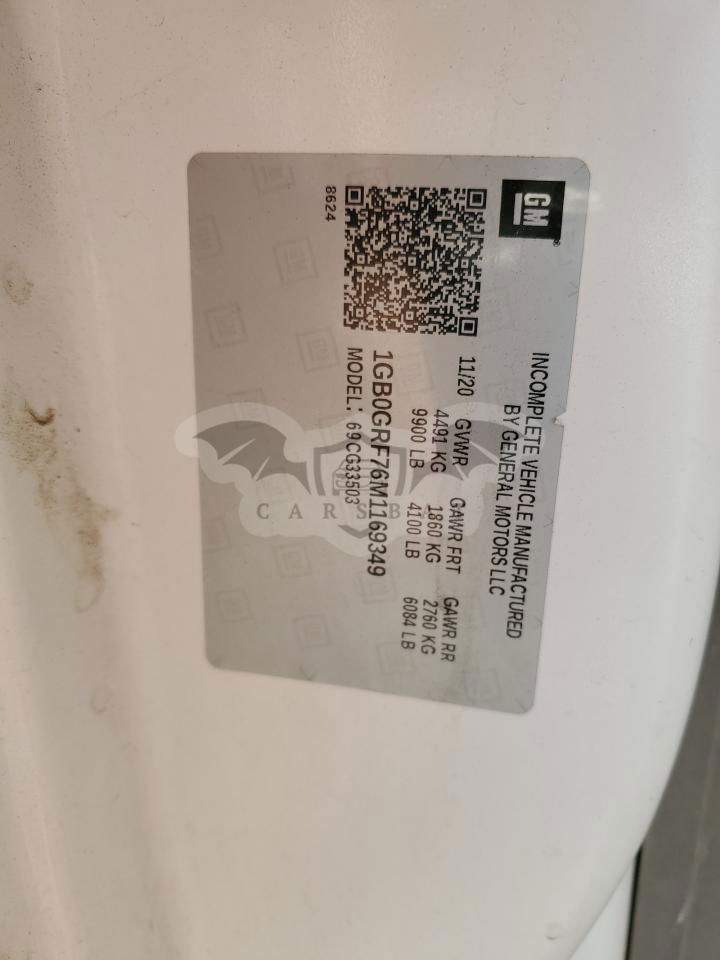 GM
INCOMPLETE VEHICLE MANUFACTURED
BY GENERAL MOTORS LLC
11/20 GVWR GAWR FRT GAWR RR
4491 KG 1860 KG 2760 KG
9900 LB 4100 LB 6084 LB
1GB0GRF76M1169349
MODEL: 69CG33503
8624